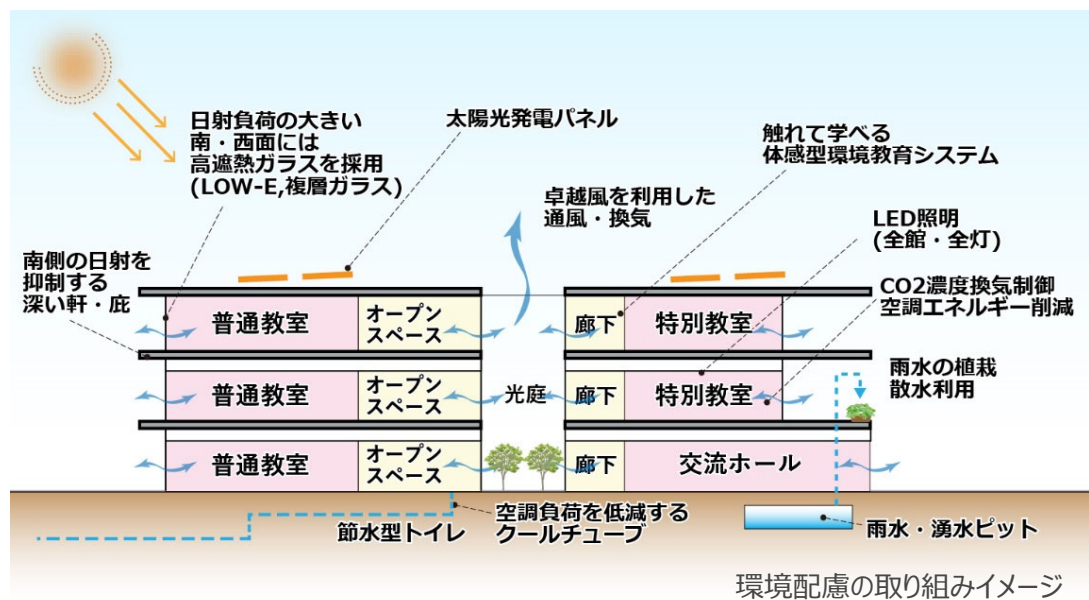 日射負荷の大きい
南・西面には
高遮熱ガラスを採用
(LOW-E,複層ガラス)
太陽光発電パネル
触れて学べる
体感型環境教育システム
卓越風を利用した
通風・換気
LED照明
(全館・全灯)
南側の日射を
抑制する
深い軒・庇
CO2濃度換気制御
空調エネルギー削減
普通教室
オープン
スペース
廊下
特別教室
雨水の植栽
散水利用
普通教室
オープン
スペース
光庭
廊下
特別教室
普通教室
オープン
スペース
廊下
交流ホール
節水型トイレ
空調負荷を低減する
クールチューブ
雨水・湧水ピット
環境配慮の取り組みイメージ